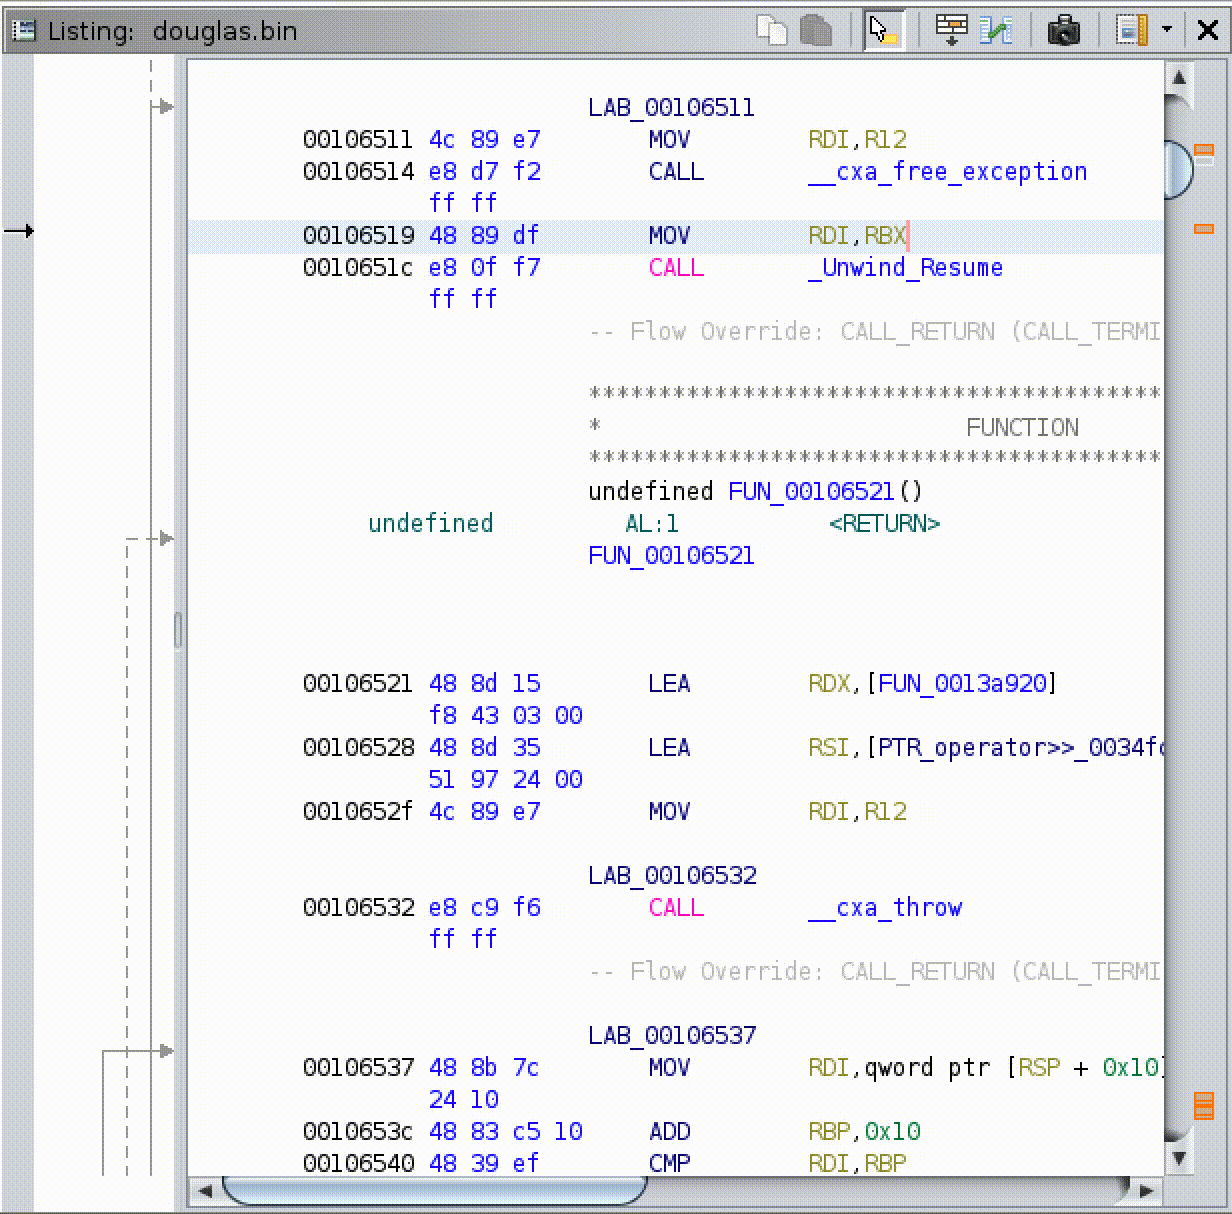 Listing: douglas.bin
LAB_00106511
00106511 4c 89 e7 MOV RDI,R12
00106514 e8 d7 f2 CALL __cxa_free_exception
ff ff
00106519 48 89 df MOV RDI,RBX
0010651c e8 0f f7 CALL _Unwind_Resume
ff ff
-- Flow Override: CALL_RETURN (CALL_TERMI
*****************************************
* FUNCTION
*****************************************
undefined FUN_00106521()
undefined AL:1 <RETURN>
FUN_00106521
00106521 48 8d 15 LEA RDX,[FUN_0013a920]
f8 43 03 00
00106528 48 8d 35 LEA RSI,[PTR_operator>>_0034f
51 97 24 00
0010652f 4c 89 e7 MOV RDI,R12
LAB_00106532
00106532 e8 c9 f6 CALL __cxa_throw
ff ff
-- Flow Override: CALL_RETURN (CALL_TERMI
LAB_00106537
00106537 48 8b 7c MOV RDI,qword ptr [RSP + 0x10]
24 10
0010653c 48 83 c5 10 ADD RBP,0x10
00106540 48 39 ef CMP RDI,RBP